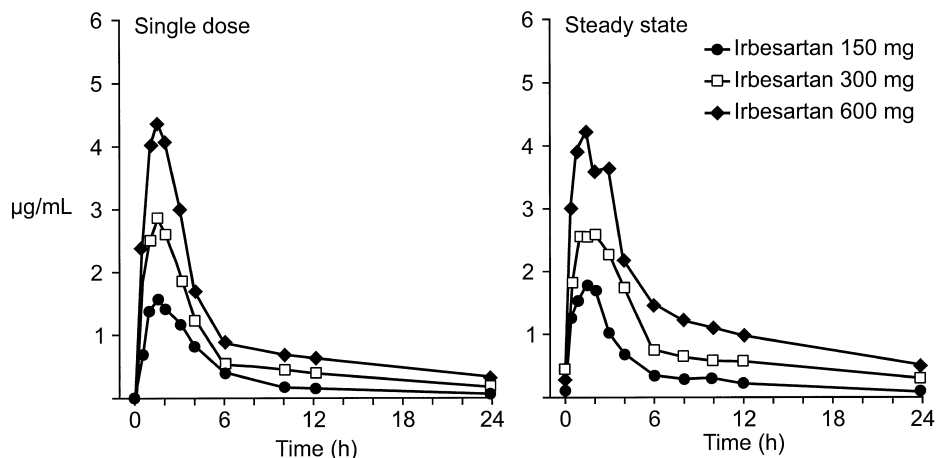 Single dose
6
5
4
3
2
1
µg/mL
0 6 12 18 24
Time (h)
Steady state
Irbesartan 150 mg
Irbesartan 300 mg
Irbesartan 600 mg
6
5
4
3
2
1
0 6 12 18 24
Time (h)